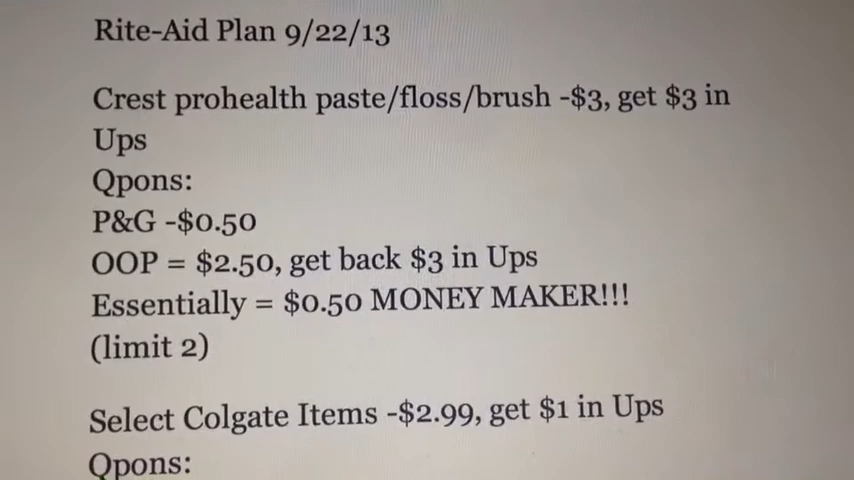 Rite-Aid Plan 9/22/13
Crest prohealth paste/floss/brush -$3, get $3 in
Ups
Qpons:
P&G -$0.50
OOP = $2.50, get back $3 in Ups
Essentially = $0.50 MONEY MAKER!!!
(limit 2)
Select Colgate Items -$2.99, get $1 in Ups
Qpons: